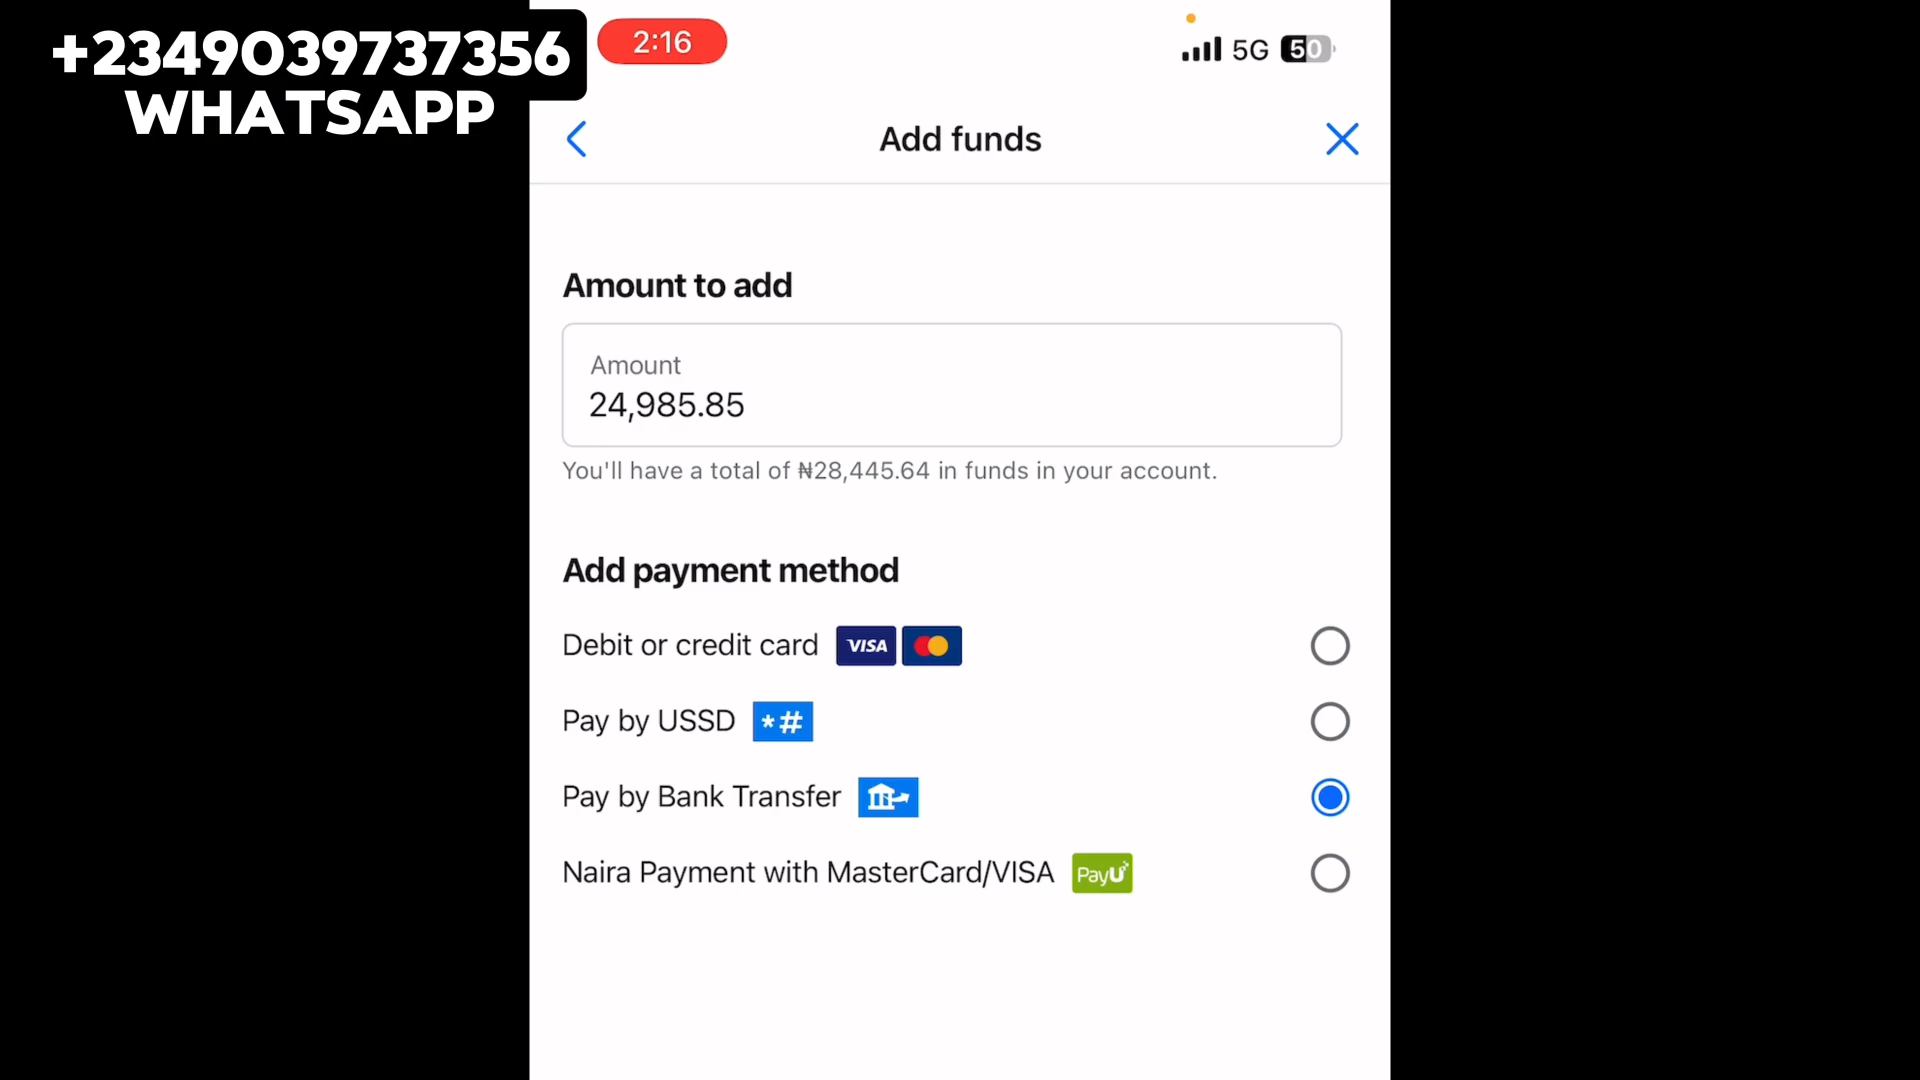 +2349039737356
WHATSAPP
2:16
5G 50
Add funds
Amount to add
Amount
24,985.85
You'll have a total of ₦28,445.64 in funds in your account.
Add payment method
Debit or credit card VISA
Pay by USSD *#
Pay by Bank Transfer
Naira Payment with MasterCard/VISA PayU